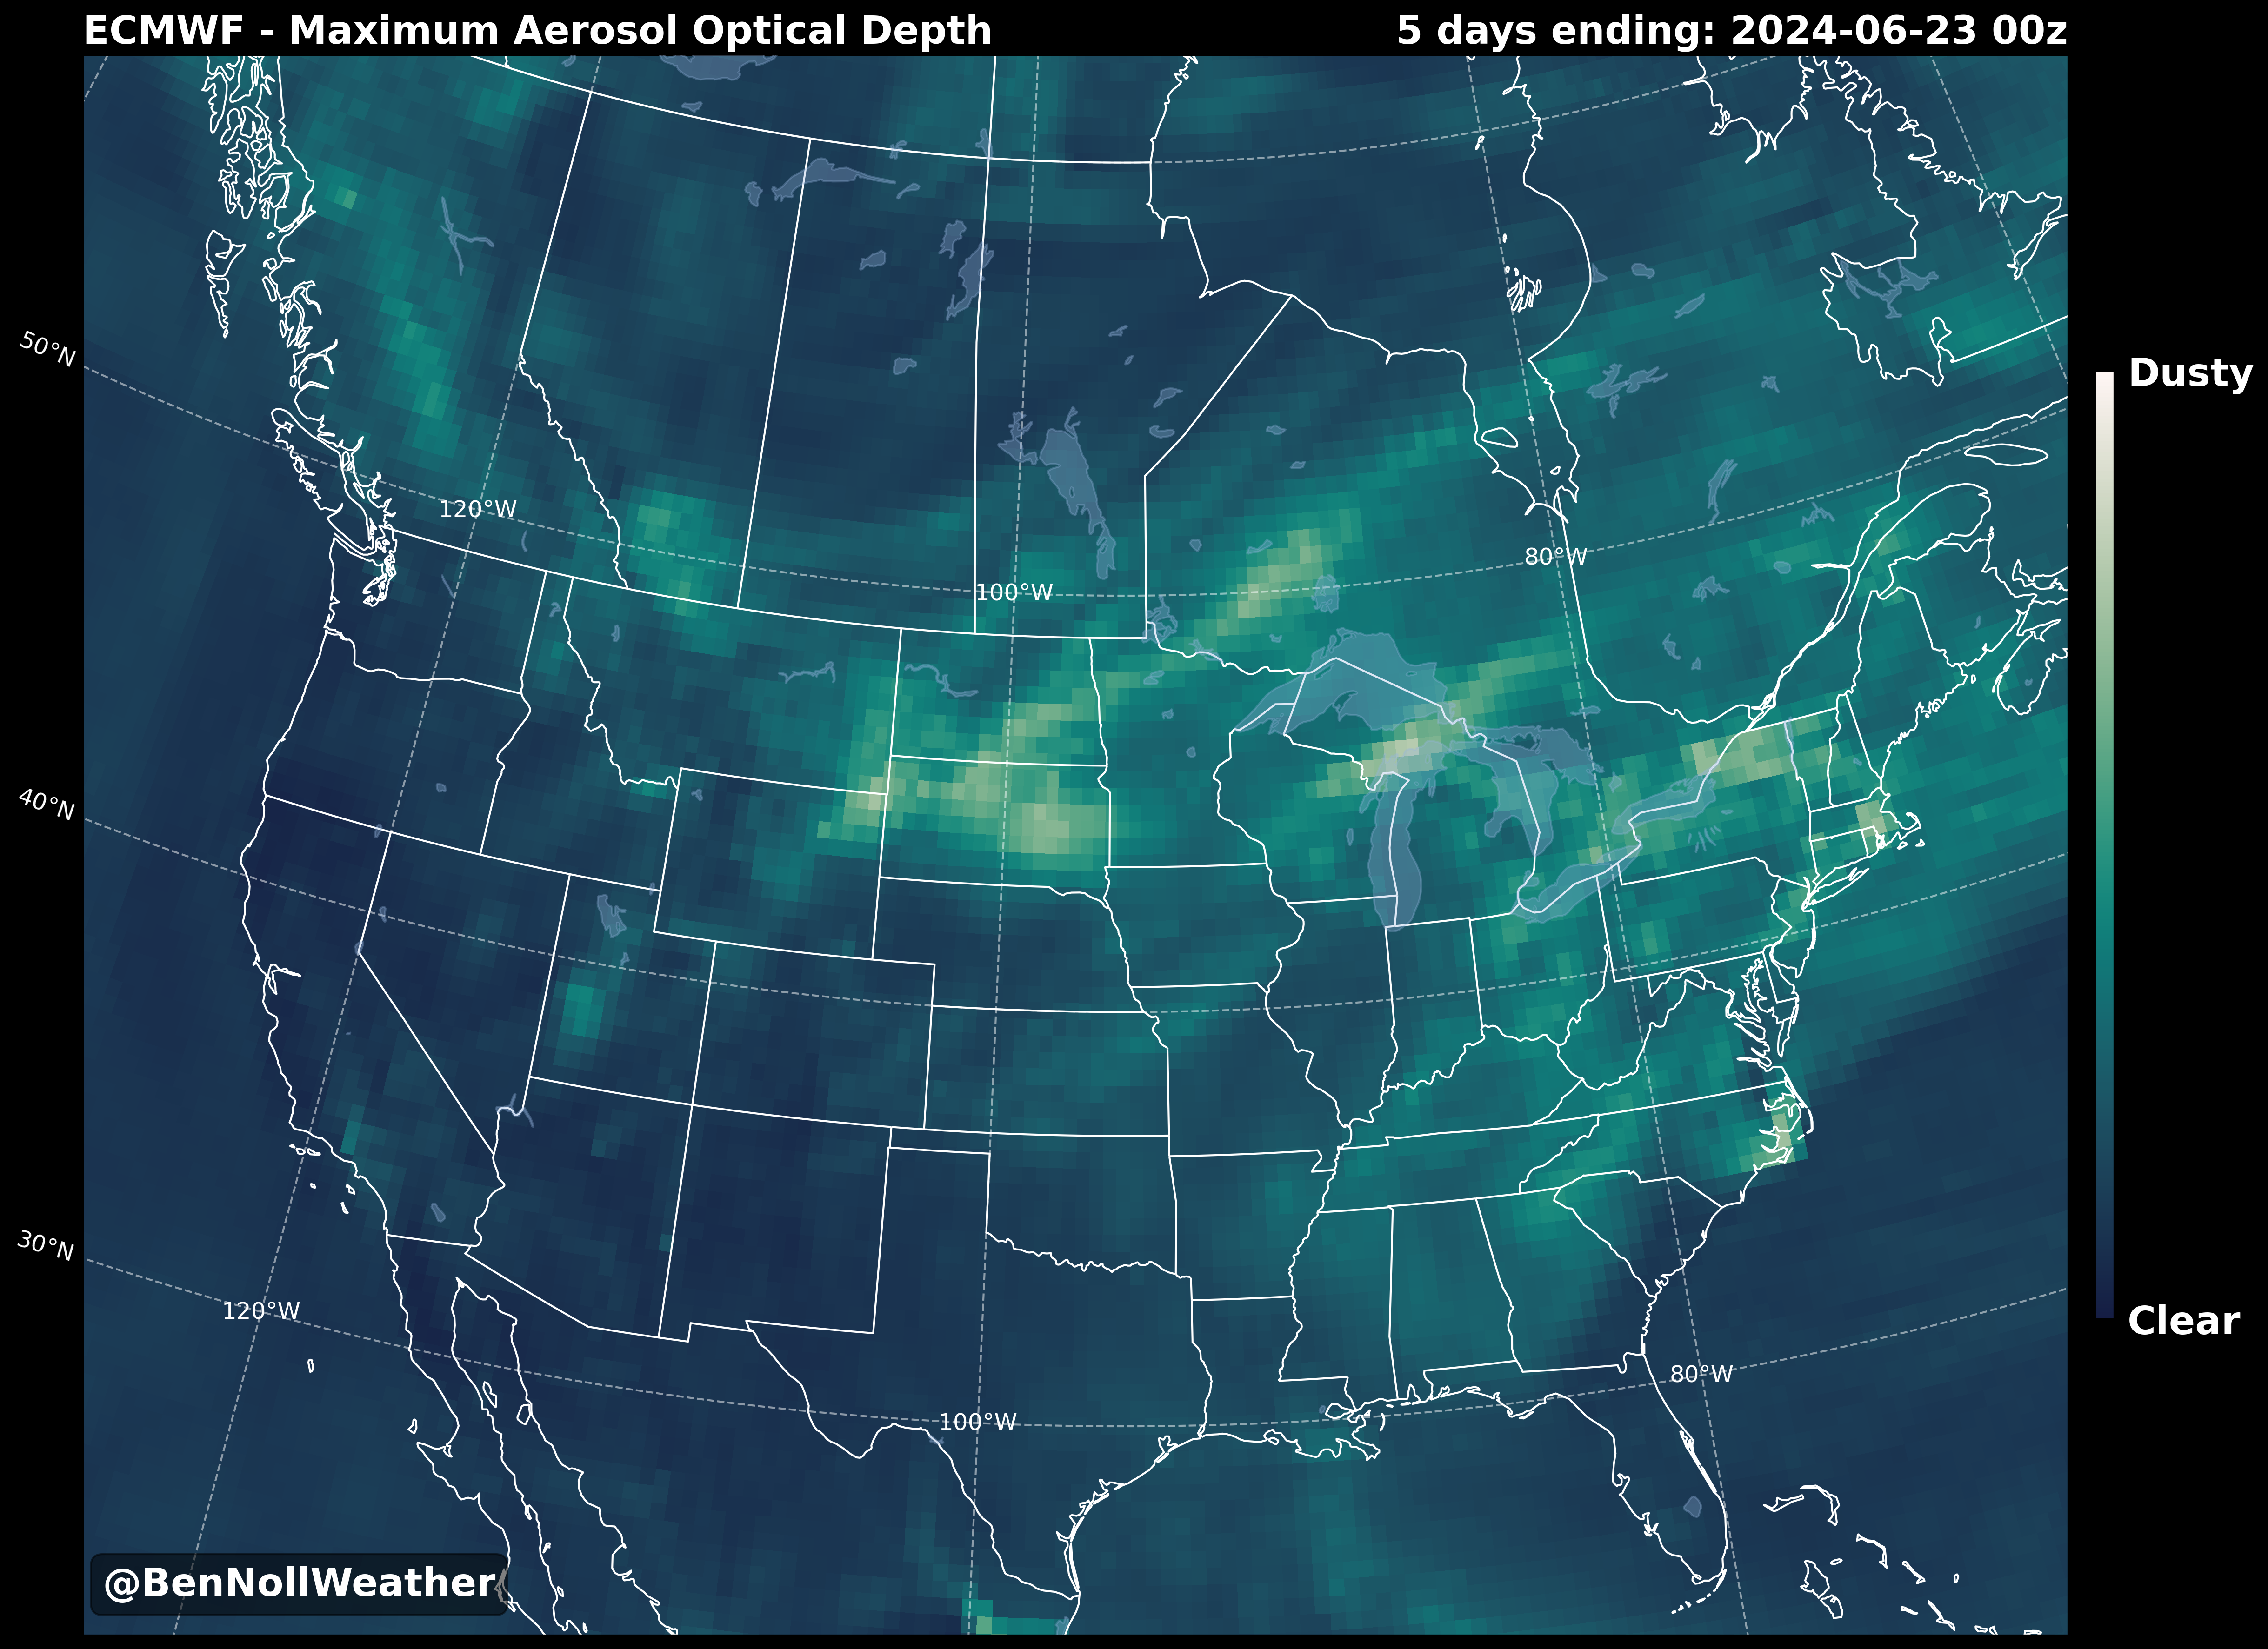 ECMWF - Maximum Aerosol Optical Depth
5 days ending: 2024-06-23 00z
50°N
Dusty
120°W
80°W
100°W
40°N
30°N
120°W
Clear
80°W
100°W
@BenNollWeather